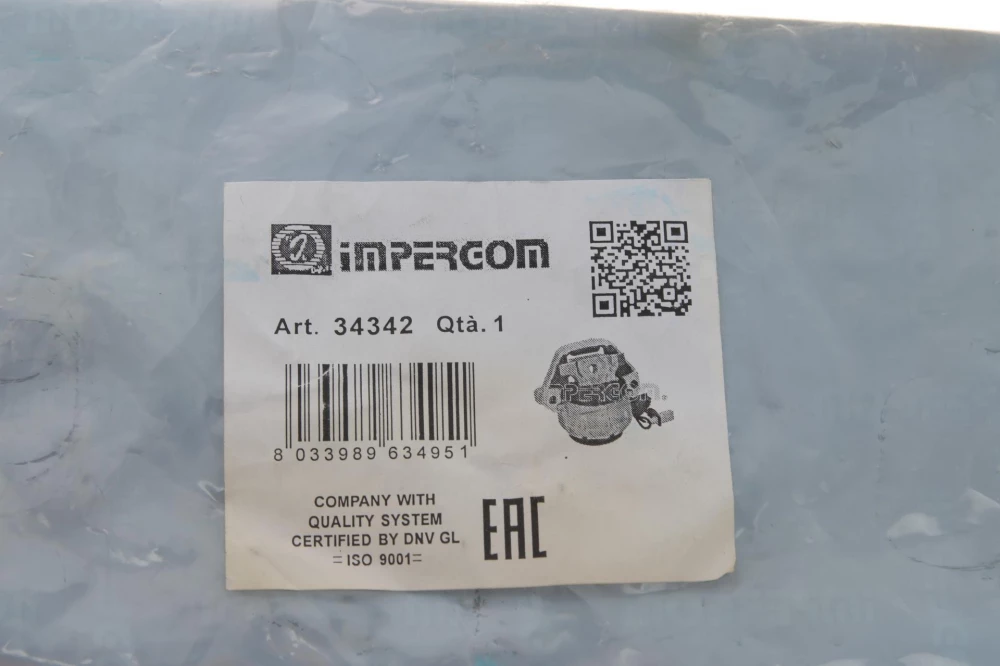 IMPERGOM
Art. 34342 Qtà. 1
IMPERGOM.
8 033989 634951
COMPANY WITH
QUALITY SYSTEM
CERTIFIED BY DNV GL
=ISO 9001=
EAC